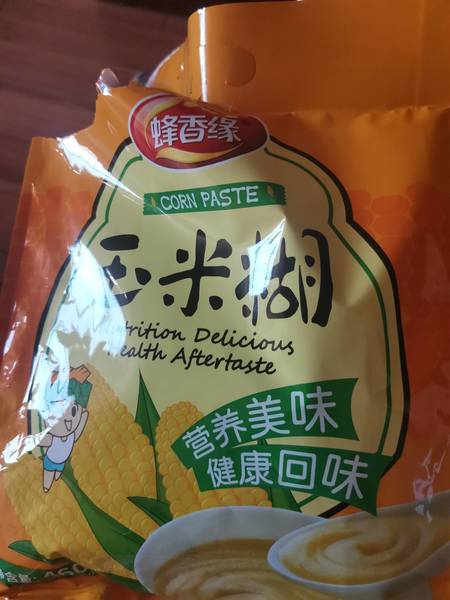 蜂香缘
CORN PASTE
玉米糊
Nutrition Delicious
Health Aftertaste
营养美味
健康回味